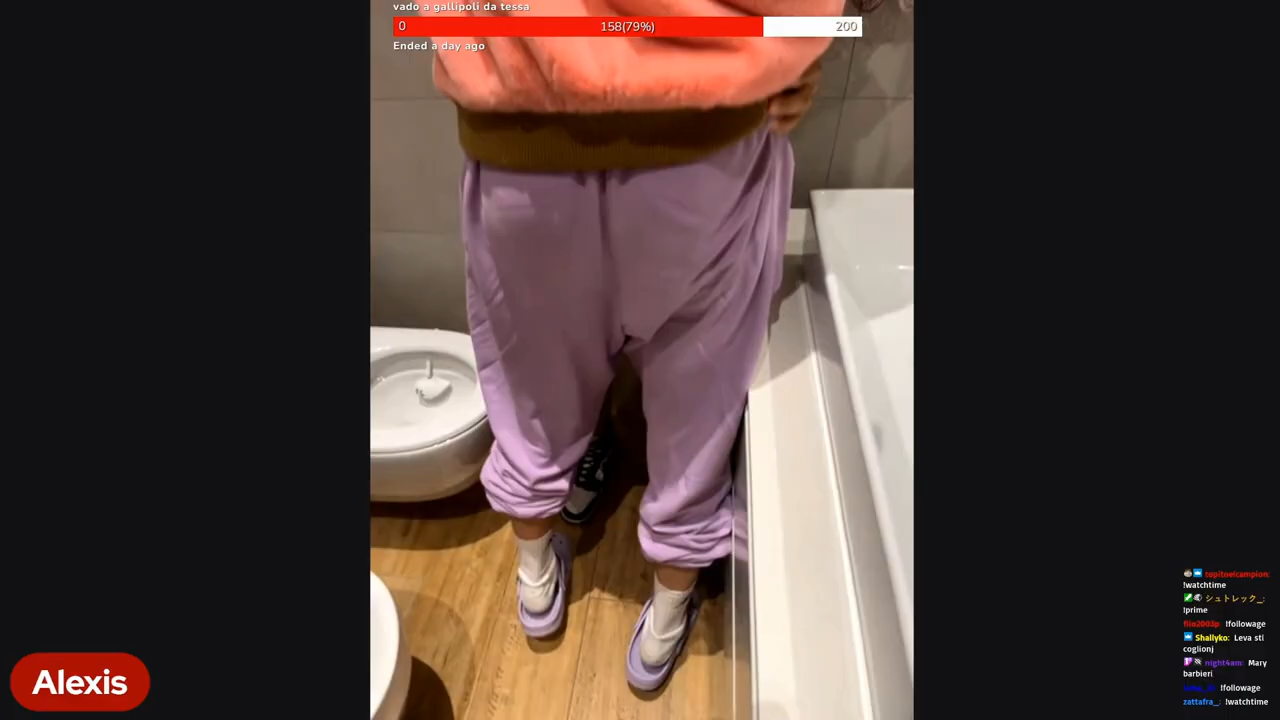 vado a gallipoli da tessa
0 158(79%) 200
Ended a day ago
topitneicampion:
!watchtime
シュトレック_:
!prime
!followage
Shallyko: Leva sti
coglionj
night4am: Mary
barbieri
!followage
zattafra_: !watchtime
Alexis